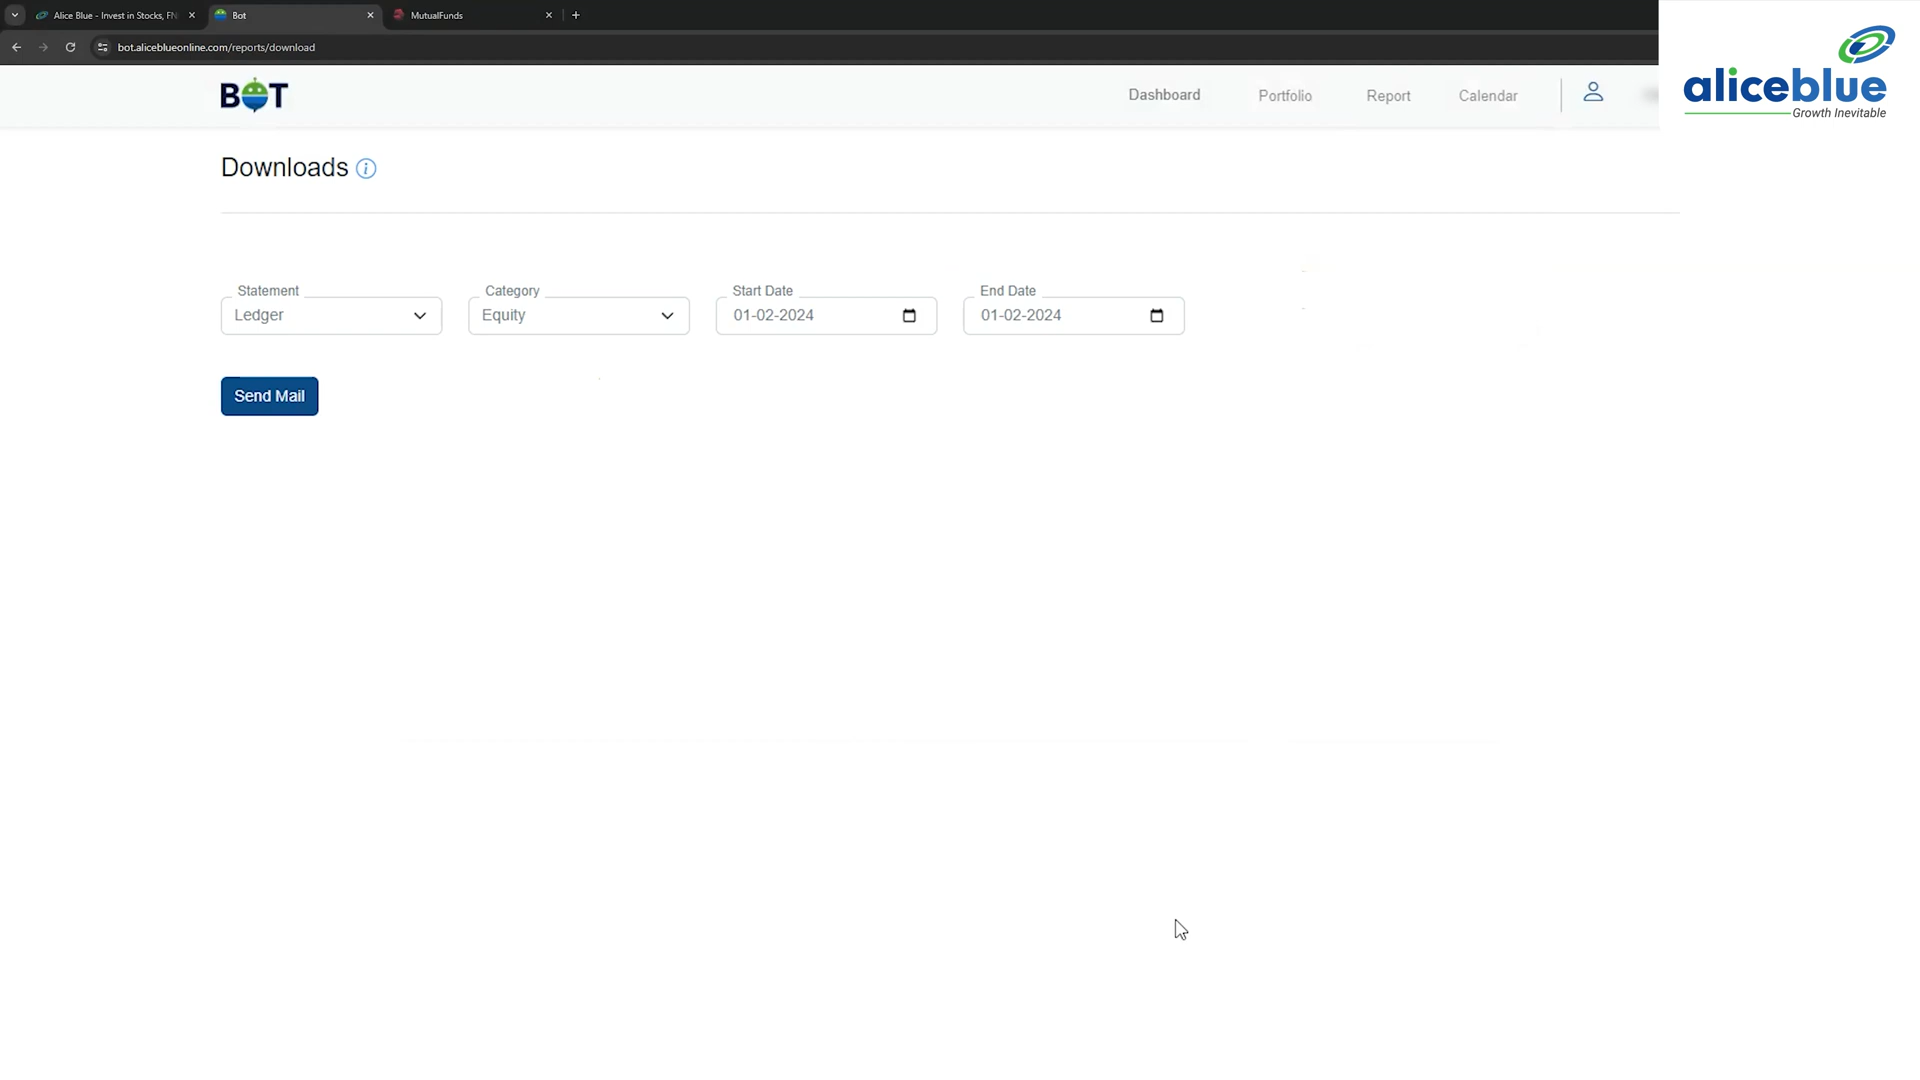 Alice Blue - Invest in Stocks, FN
Bot
MutualFunds
bot.aliceblueonline.com/reports/download
BOT
Dashboard
Portfolio
Report
Calendar
aliceblue
Growth Inevitable
Downloads
Statement
Category
Start Date
End Date
Ledger
Equity
01-02-2024
01-02-2024
Send Mail